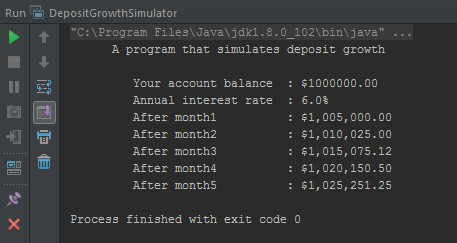 Run DepositGrowthSimulator
"C:\Program Files\Java\jdk1.8.0_102\bin\java" ...
A program that simulates deposit growth
Your account balance : $1000000.00
Annual interest rate : 6.0%
After month1 : $1,005,000.00
After month2 : $1,010,025.00
After month3 : $1,015,075.12
After month4 : $1,020,150.50
After month5 : $1,025,251.25
Process finished with exit code 0